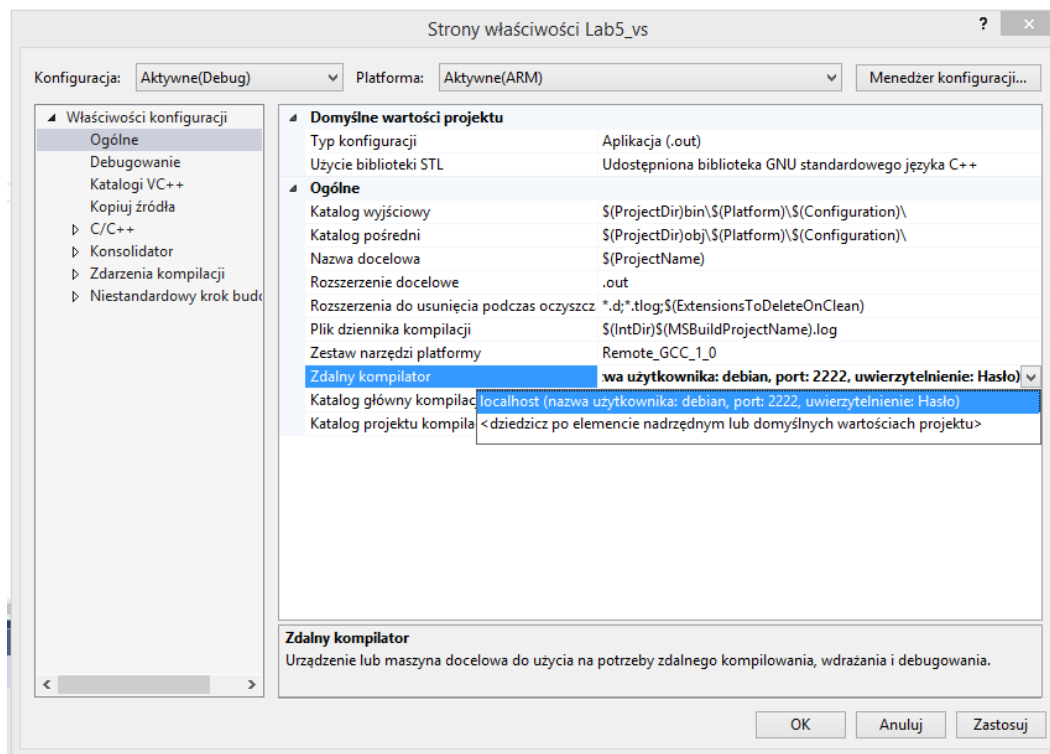 Strony właściwości Lab5_vs
Konfiguracja: Aktywne(Debug) Platforma: Aktywne(ARM) Menedżer konfiguracji...
Właściwości konfiguracji
Ogólne
Debugowanie
Katalogi VC++
Kopiuj źródła
C/C++
Konsolidator
Zdarzenia kompilacji
Niestandardowy krok budo
Domyślne wartości projektu
Typ konfiguracji Aplikacja (.out)
Użycie biblioteki STL Udostępniona biblioteka GNU standardowego języka C++
Ogólne
Katalog wyjściowy $(ProjectDir)bin\$(Platform)\$(Configuration)\
Katalog pośredni $(ProjectDir)obj\$(Platform)\$(Configuration)\
Nazwa docelowa $(ProjectName)
Rozszerzenie docelowe .out
Rozszerzenia do usunięcia podczas oczyszcz *.d;*.tlog;$(ExtensionsToDeleteOnClean)
Plik dziennika kompilacji $(IntDir)$(MSBuildProjectName).log
Zestaw narzędzi platformy Remote_GCC_1_0
Zdalny kompilator :wa użytkownika: debian, port: 2222, uwierzytelnienie: Hasło)
Katalog główny kompilac localhost (nazwa użytkownika: debian, port: 2222, uwierzytelnienie: Hasło)
Katalog projektu kompila <dziedzicz po elemencie nadrzędnym lub domyślnych wartościach projektu>
Zdalny kompilator
Urządzenie lub maszyna docelowa do użycia na potrzeby zdalnego kompilowania, wdrażania i debugowania.
OK Anuluj Zastosuj